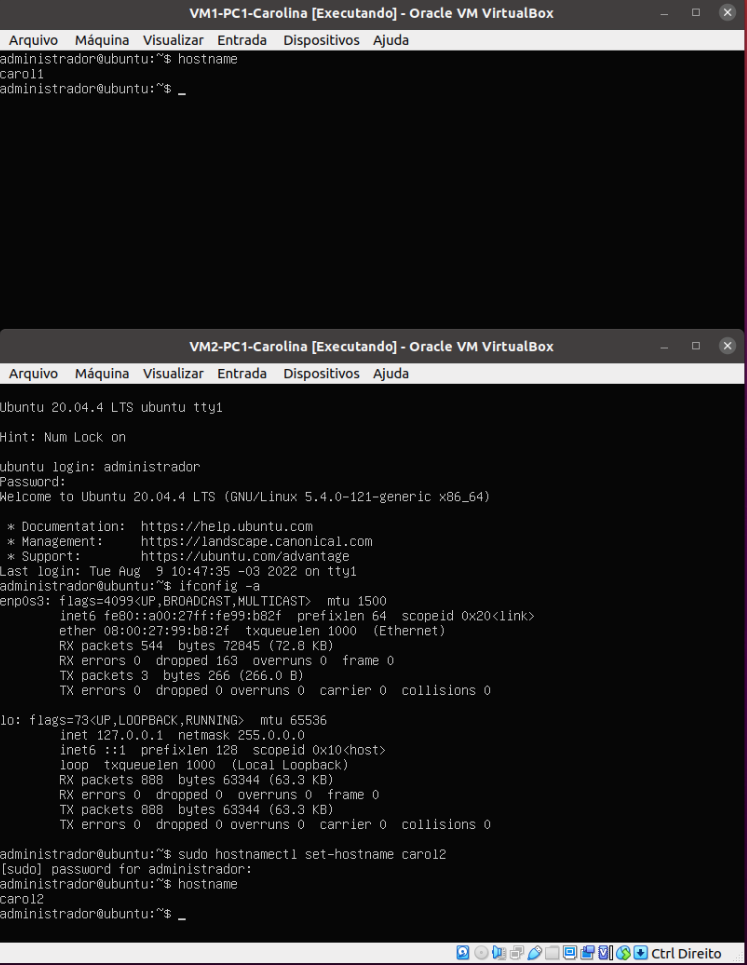 VM1-PC1-Carolina [Executando] - Oracle VM VirtualBox
Arquivo Máquina Visualizar Entrada Dispositivos Ajuda
administrador@ubuntu:~$ hostname
carol1
administrador@ubuntu:~$ _
VM2-PC1-Carolina [Executando] - Oracle VM VirtualBox
Arquivo Máquina Visualizar Entrada Dispositivos Ajuda
Ubuntu 20.04.4 LTS ubuntu tty1
Hint: Num Lock on
ubuntu login: administrador
Password:
Welcome to Ubuntu 20.04.4 LTS (GNU/Linux 5.4.0-121-generic x86_64)
* Documentation: https://help.ubuntu.com
* Management: https://landscape.canonical.com
* Support: https://ubuntu.com/advantage
Last login: Tue Aug 9 10:47:35 -03 2022 on tty1
administrador@ubuntu:~$ ifconfig -a
enp0s3: flags=4099<UP,BROADCAST,MULTICAST> mtu 1500
inet6 fe80::a00:27ff:fe99:b82f prefixlen 64 scopeid 0x20<link>
ether 08:00:27:99:b8:2f txqueuelen 1000 (Ethernet)
RX packets 544 bytes 72845 (72.8 KB)
RX errors 0 dropped 163 overruns 0 frame 0
TX packets 3 bytes 266 (266.0 B)
TX errors 0 dropped 0 overruns 0 carrier 0 collisions 0
lo: flags=73<UP,LOOPBACK,RUNNING> mtu 65536
inet 127.0.0.1 netmask 255.0.0.0
inet6 ::1 prefixlen 128 scopeid 0x10<host>
loop txqueuelen 1000 (Local Loopback)
RX packets 888 bytes 63344 (63.3 KB)
RX errors 0 dropped 0 overruns 0 frame 0
TX packets 888 bytes 63344 (63.3 KB)
TX errors 0 dropped 0 overruns 0 carrier 0 collisions 0
administrador@ubuntu:~$ sudo hostnamectl set-hostname carol2
[sudo] password for administrador:
administrador@ubuntu:~$ hostname
carol2
administrador@ubuntu:~$ _
Ctrl Direito